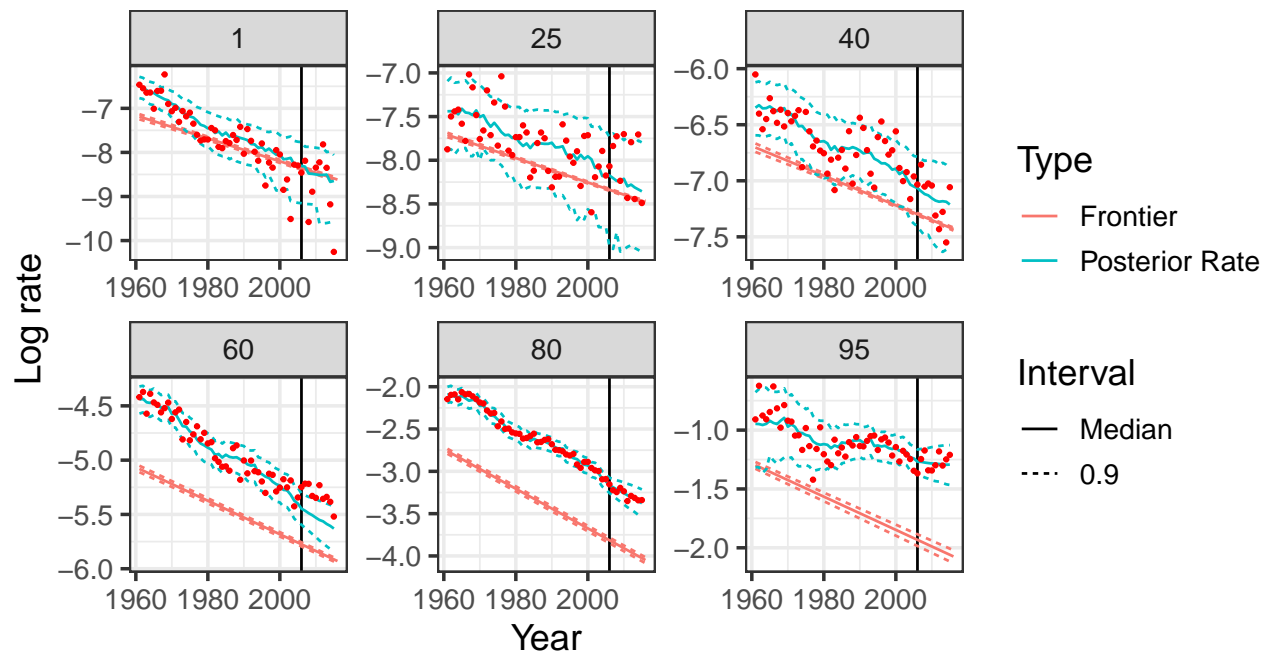 1
25
40
−7
−8
−9
−10
−7.0
−7.5
−8.0
−8.5
−9.0
−6.0
−6.5
−7.0
−7.5
1960 1980 2000
1960 1980 2000
1960 1980 2000
60
80
95
−4.5
−5.0
−5.5
−6.0
−2.0
−2.5
−3.0
−3.5
−4.0
−1.0
−1.5
−2.0
1960 1980 2000
1960 1980 2000
1960 1980 2000
Year
Log rate
Type
Frontier
Posterior Rate
Interval
Median
0.9